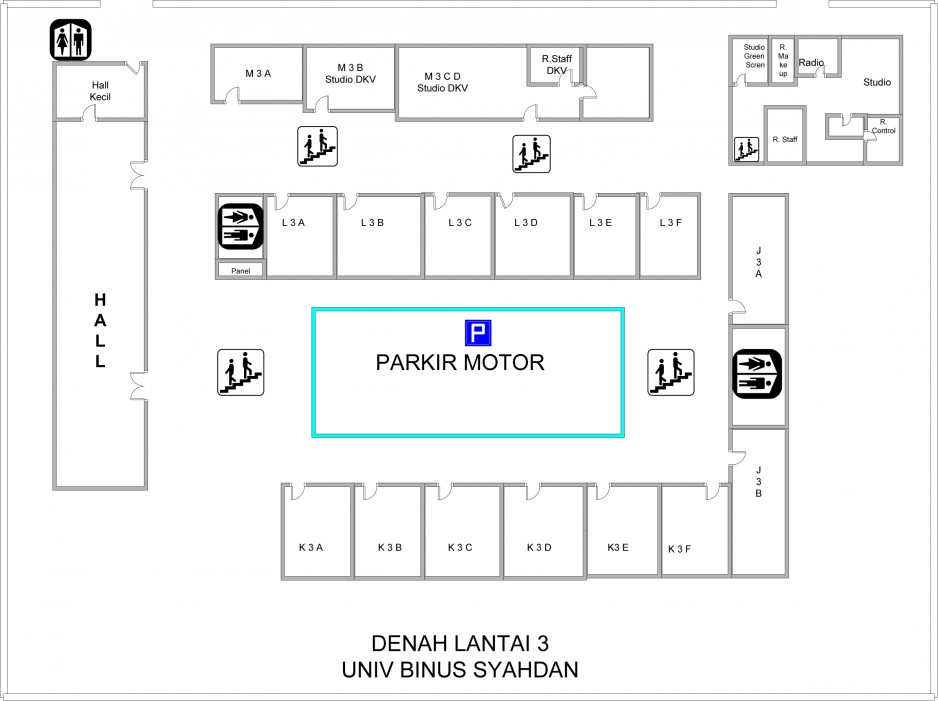 Hall
Kecil
M 3 A
M 3 B
Studio DKV
M 3 C D
Studio DKV
R.Staff
DKV
Studio
Green
Scren
R.
Ma
ke
up
Radio
Studio
R. Staff
R.
Control
L 3 A
L 3 B
L 3 C
L 3 D
L 3 E
L 3 F
Panel
J
3
A
H
A
L
L
P
PARKIR MOTOR
J
3
B
K 3 A
K 3 B
K 3 C
K 3 D
K3 E
K 3 F
DENAH LANTAI 3
UNIV BINUS SYAHDAN